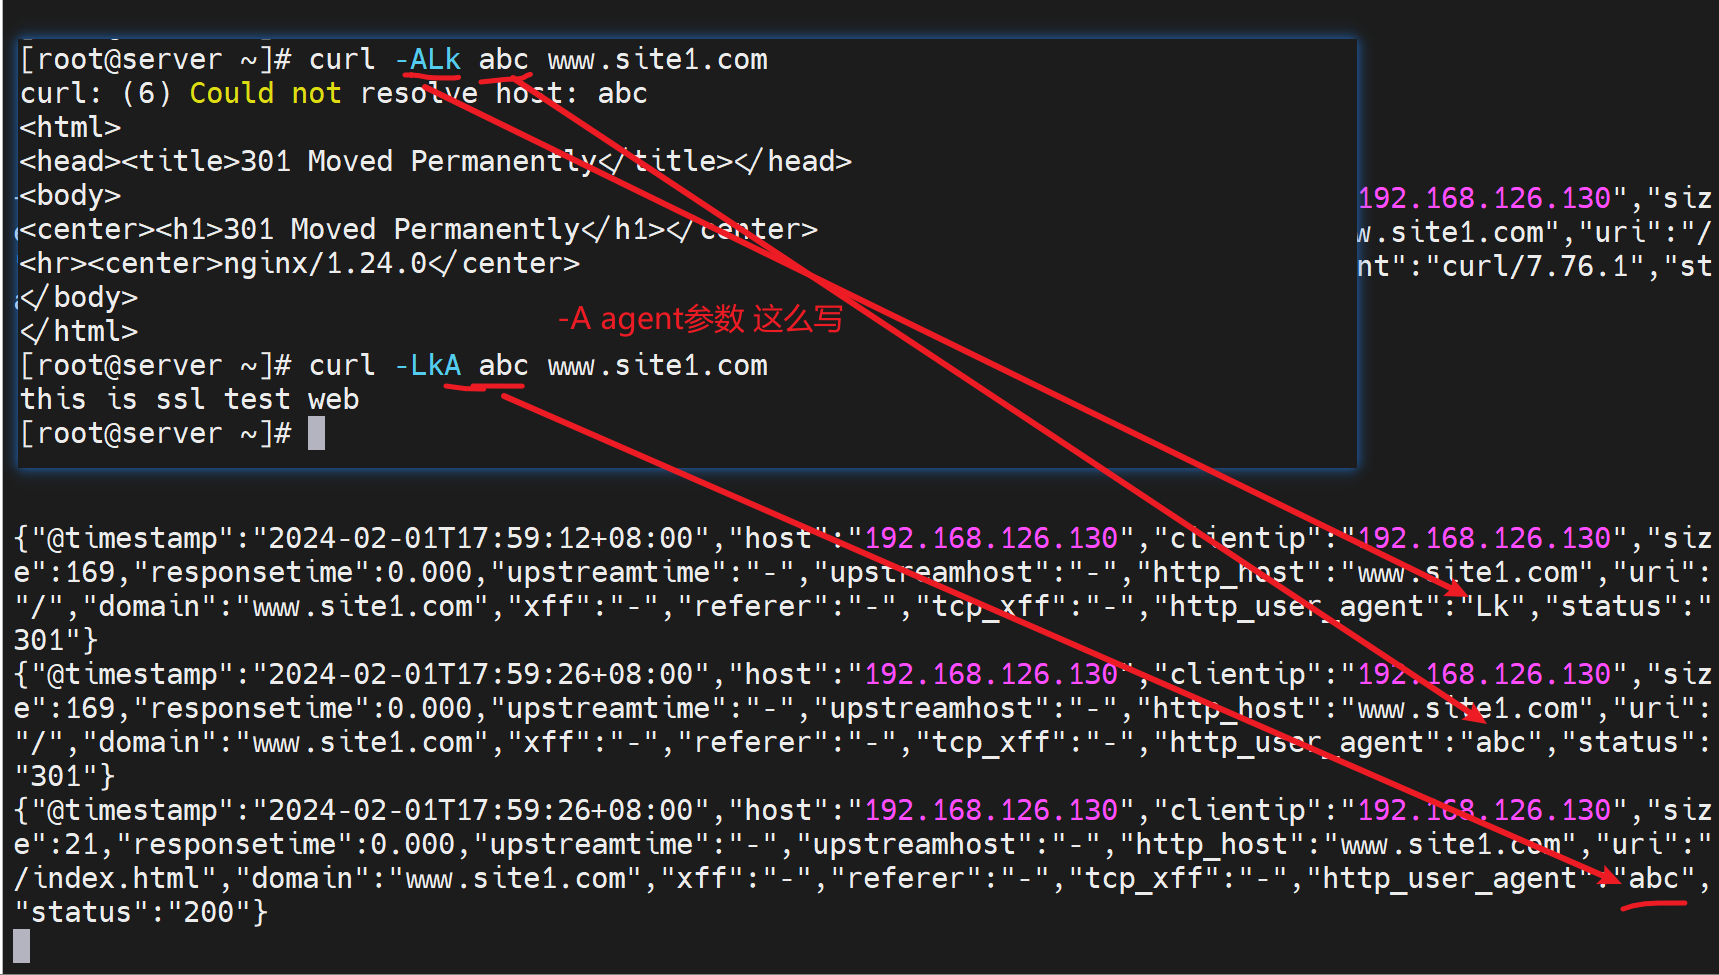 [root@server ~]# curl -ALk abc www.site1.com
curl: (6) Could not resolve host: abc
<html>
<head><title>301 Moved Permanently</title></head>
<body>
<center><h1>301 Moved Permanently</h1></center>
<hr><center>nginx/1.24.0</center>
</body>
</html>
-A agent参数 这么写
[root@server ~]# curl -LkA abc www.site1.com
this is ssl test web
[root@server ~]#
192.168.126.130","siz
w.site1.com","uri":"/
nt":"curl/7.76.1","st
{"@timestamp":"2024-02-01T17:59:12+08:00","host":"192.168.126.130","clientip":"192.168.126.130","siz
e":169,"responsetime":0.000,"upstreamtime":"-","upstreamhost":"-","http_host":"www.site1.com","uri":
"/","domain":"www.site1.com","xff":"-","referer":"-","tcp_xff":"-","http_user_agent":"Lk","status":"
301"}
{"@timestamp":"2024-02-01T17:59:26+08:00","host":"192.168.126.130","clientip":"192.168.126.130","siz
e":169,"responsetime":0.000,"upstreamtime":"-","upstreamhost":"-","http_host":"www.site1.com","uri":
"/","domain":"www.site1.com","xff":"-","referer":"-","tcp_xff":"-","http_user_agent":"abc","status":
"301"}
{"@timestamp":"2024-02-01T17:59:26+08:00","host":"192.168.126.130","clientip":"192.168.126.130","siz
e":21,"responsetime":0.000,"upstreamtime":"-","upstreamhost":"-","http_host":"www.site1.com","uri":"
/index.html","domain":"www.site1.com","xff":"-","referer":"-","tcp_xff":"-","http_user_agent":"abc",
"status":"200"}